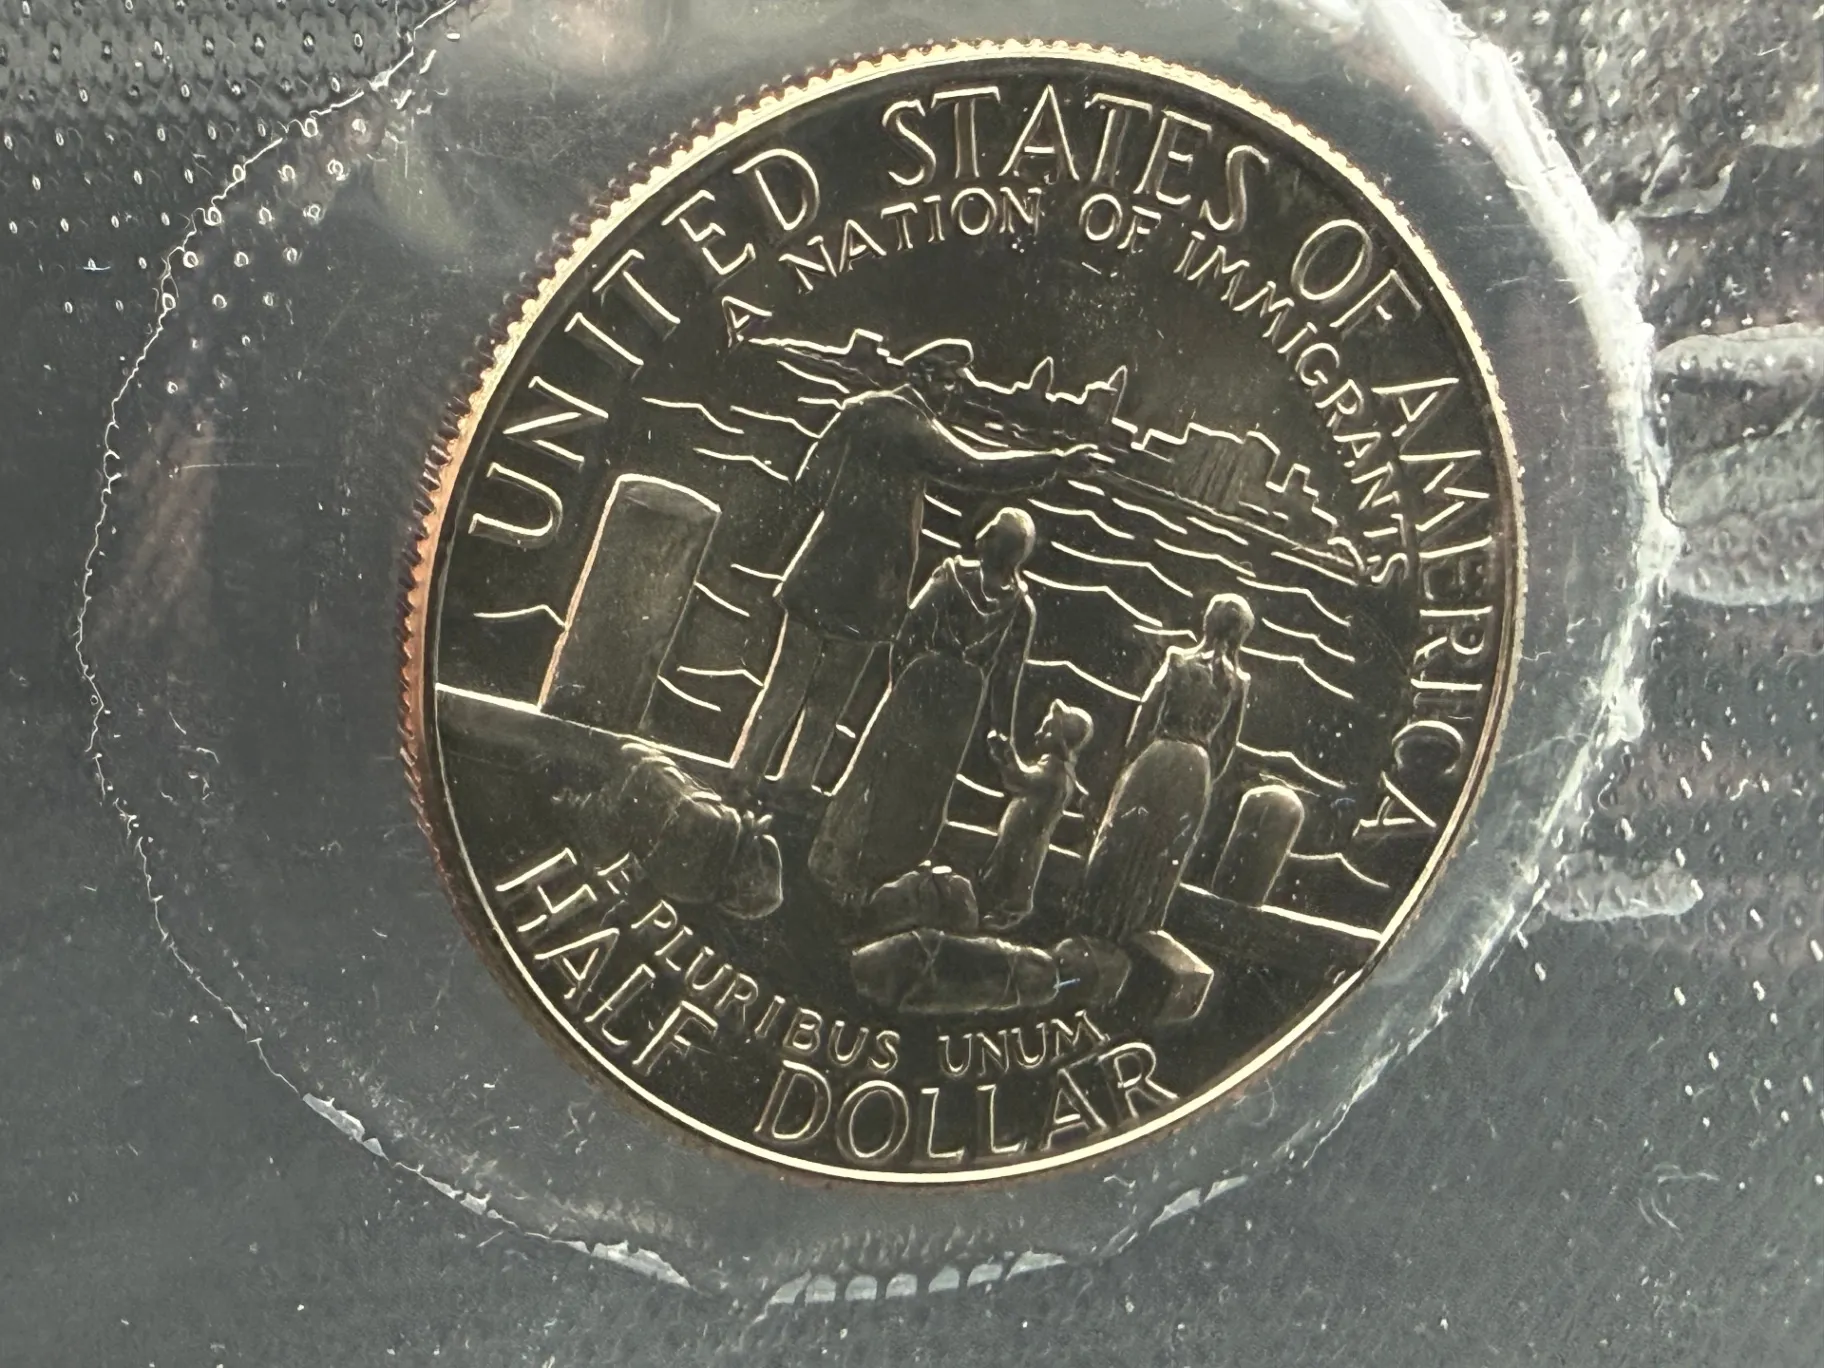 UNITED STATES OF AMERICA
A NATION OF IMMIGRANTS
E PLURIBUS UNUM
HALF DOLLAR